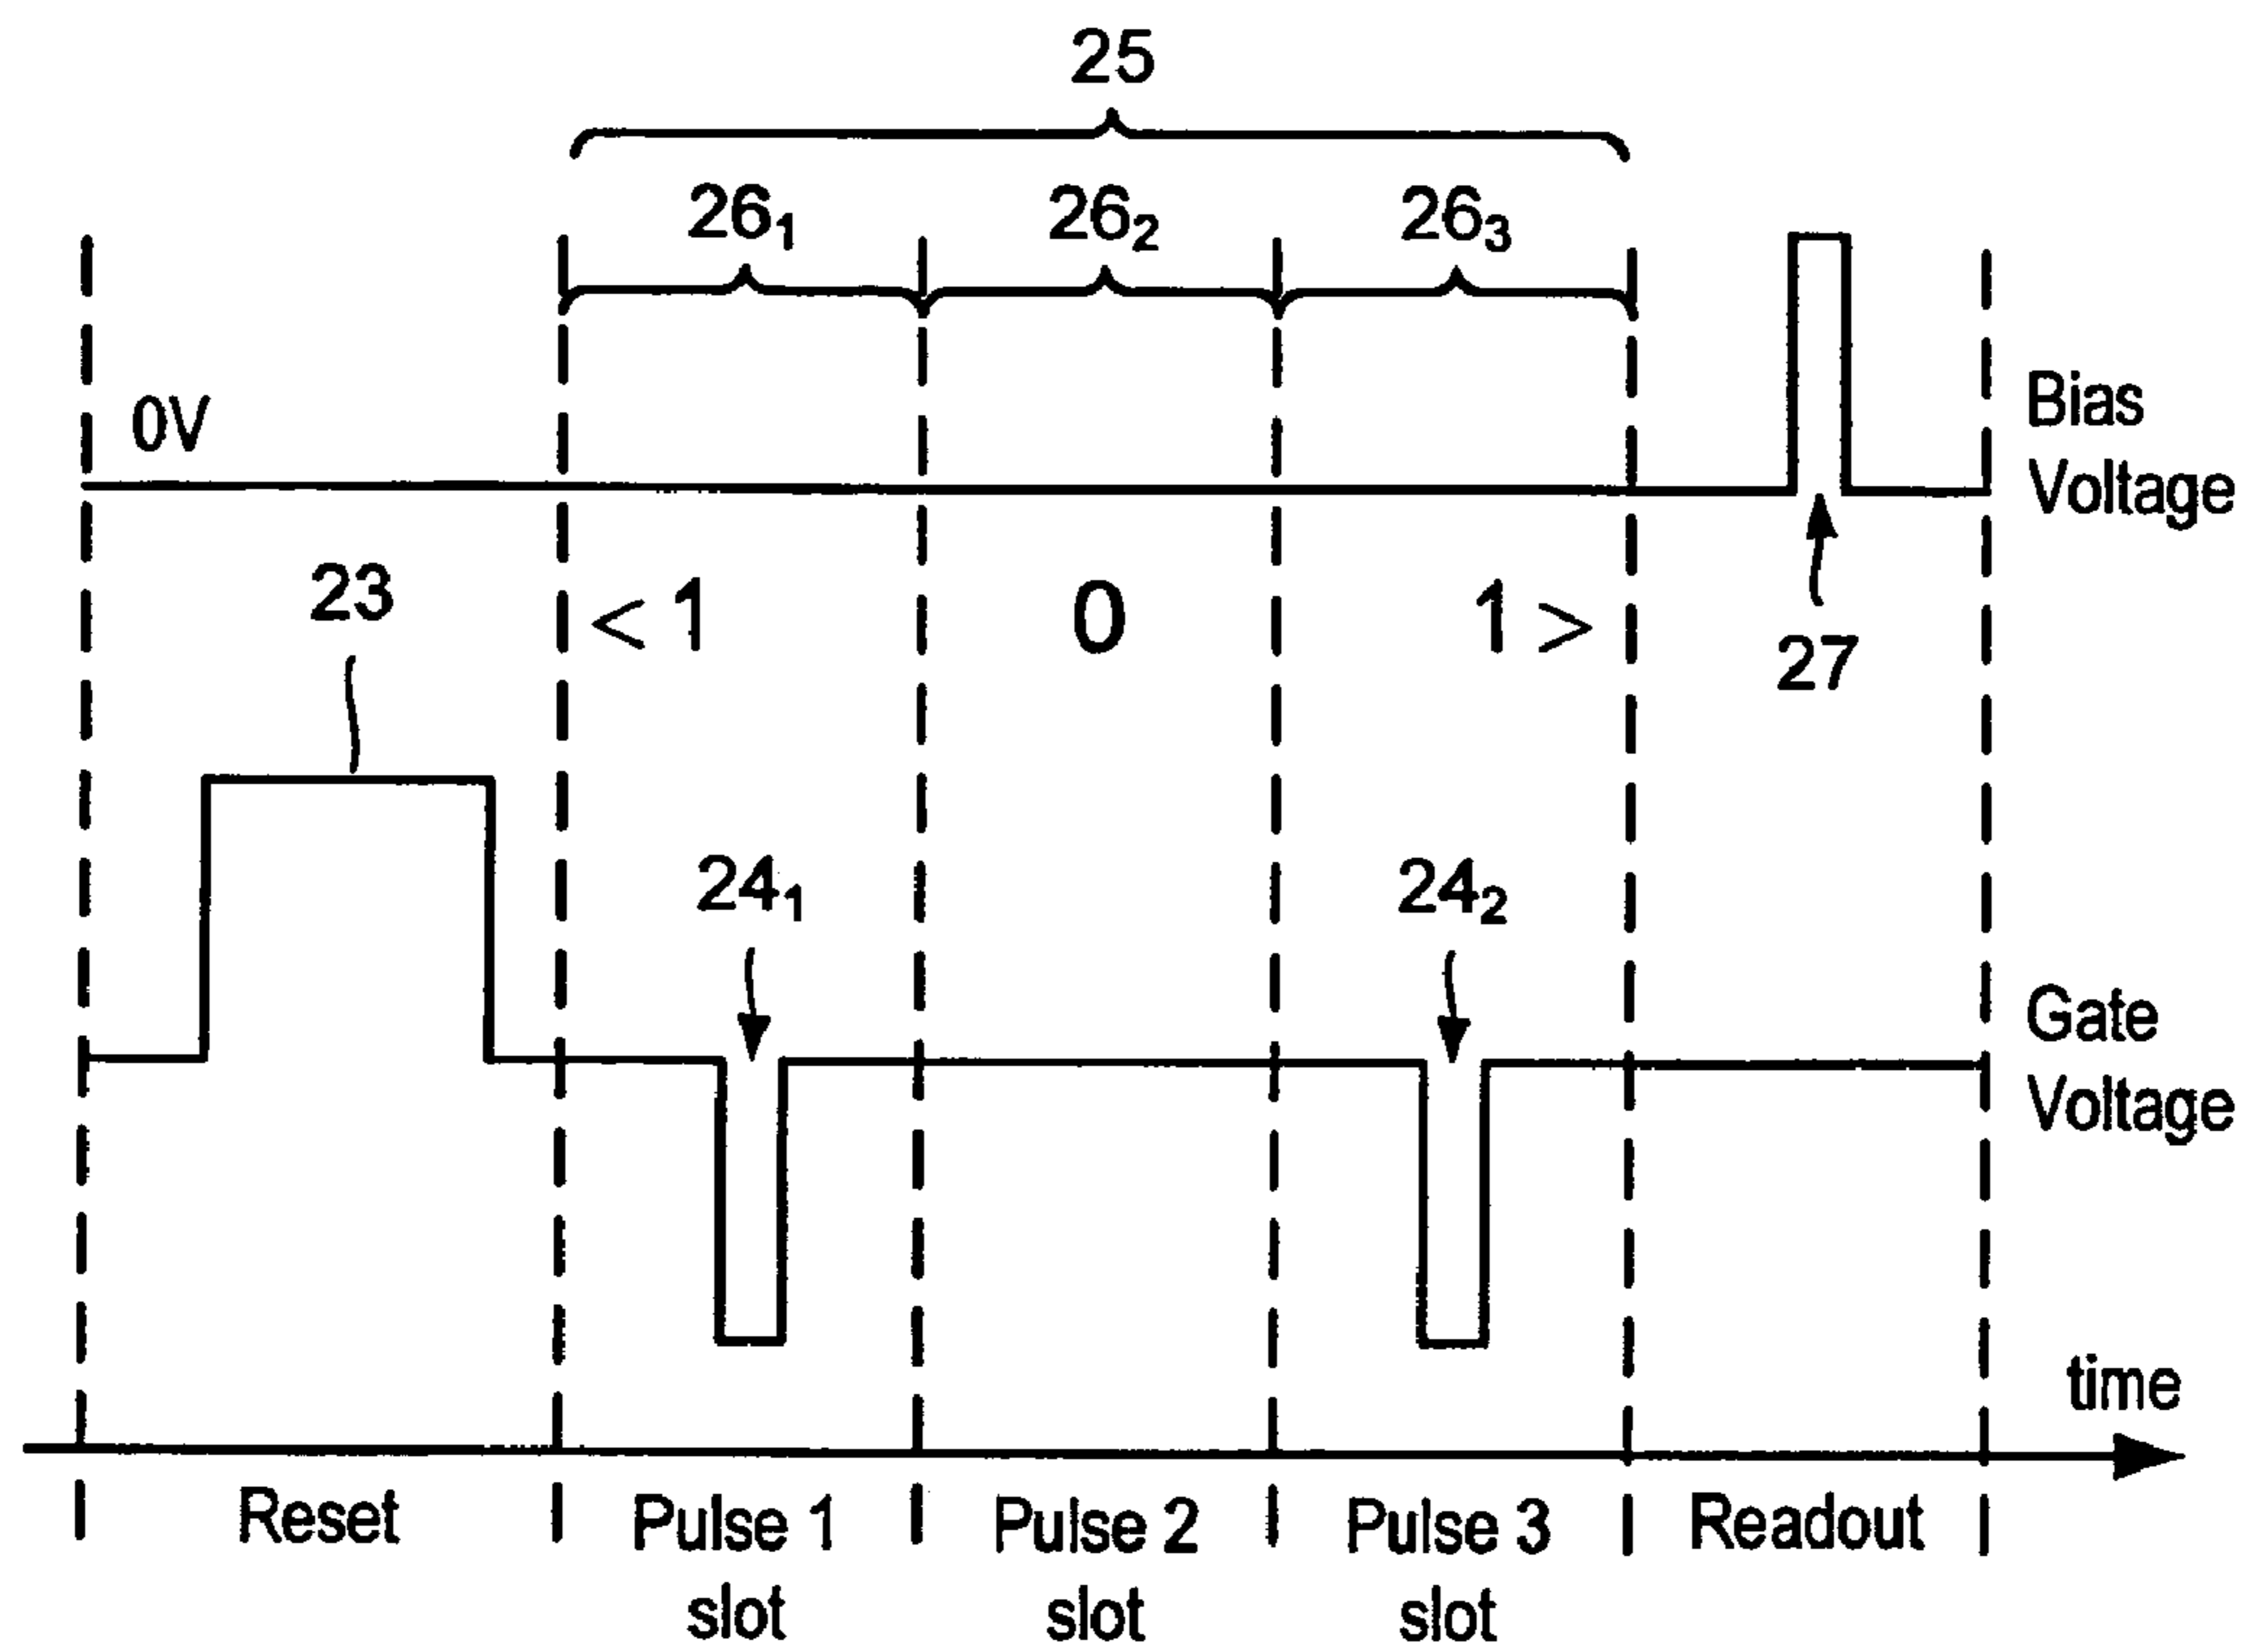 25
26₁ 26₂ 26₃
0V
Bias
Voltage
23
< 1 0 1 >
27
24₁ 24₂
Gate
Voltage
time
Reset Pulse 1 Pulse 2 Pulse 3 Readout
slot slot slot